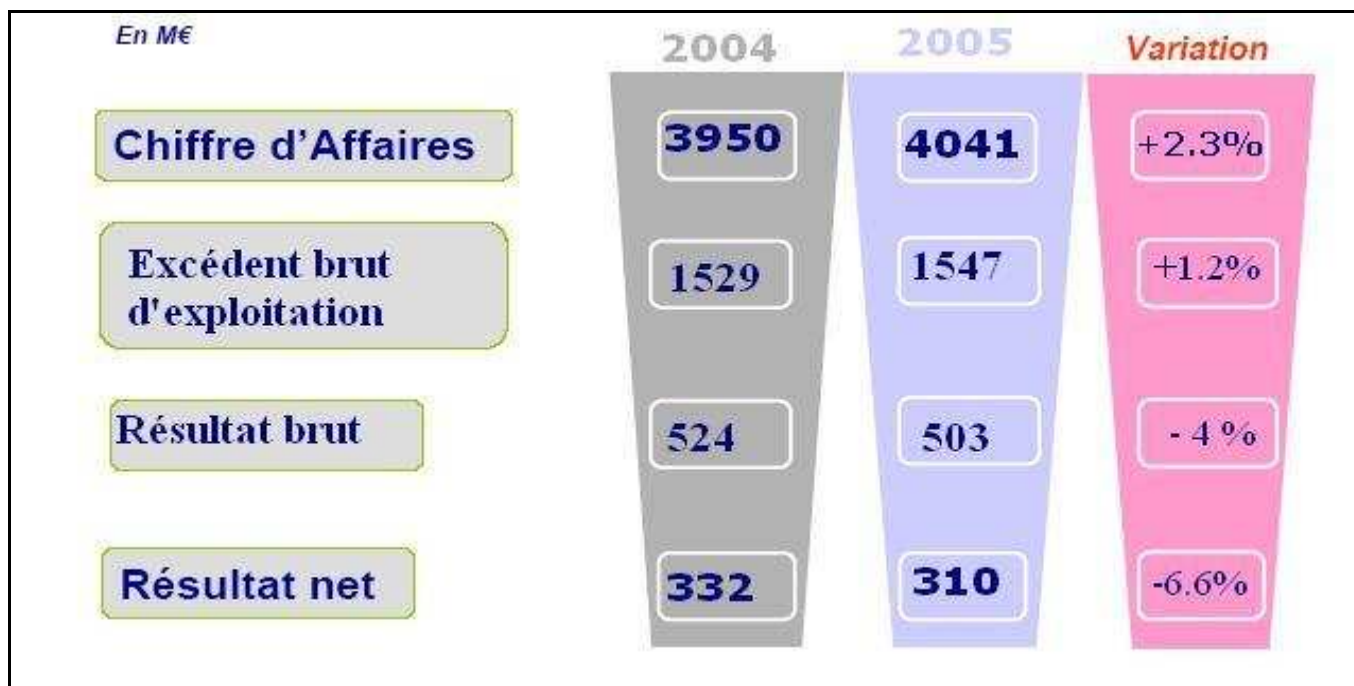 En M€
2004 2005 Variation
Chiffre d'Affaires 3950 4041 +2.3%
Excédent brut
d'exploitation 1529 1547 +1.2%
Résultat brut 524 503 - 4 %
Résultat net 332 310 -6.6%